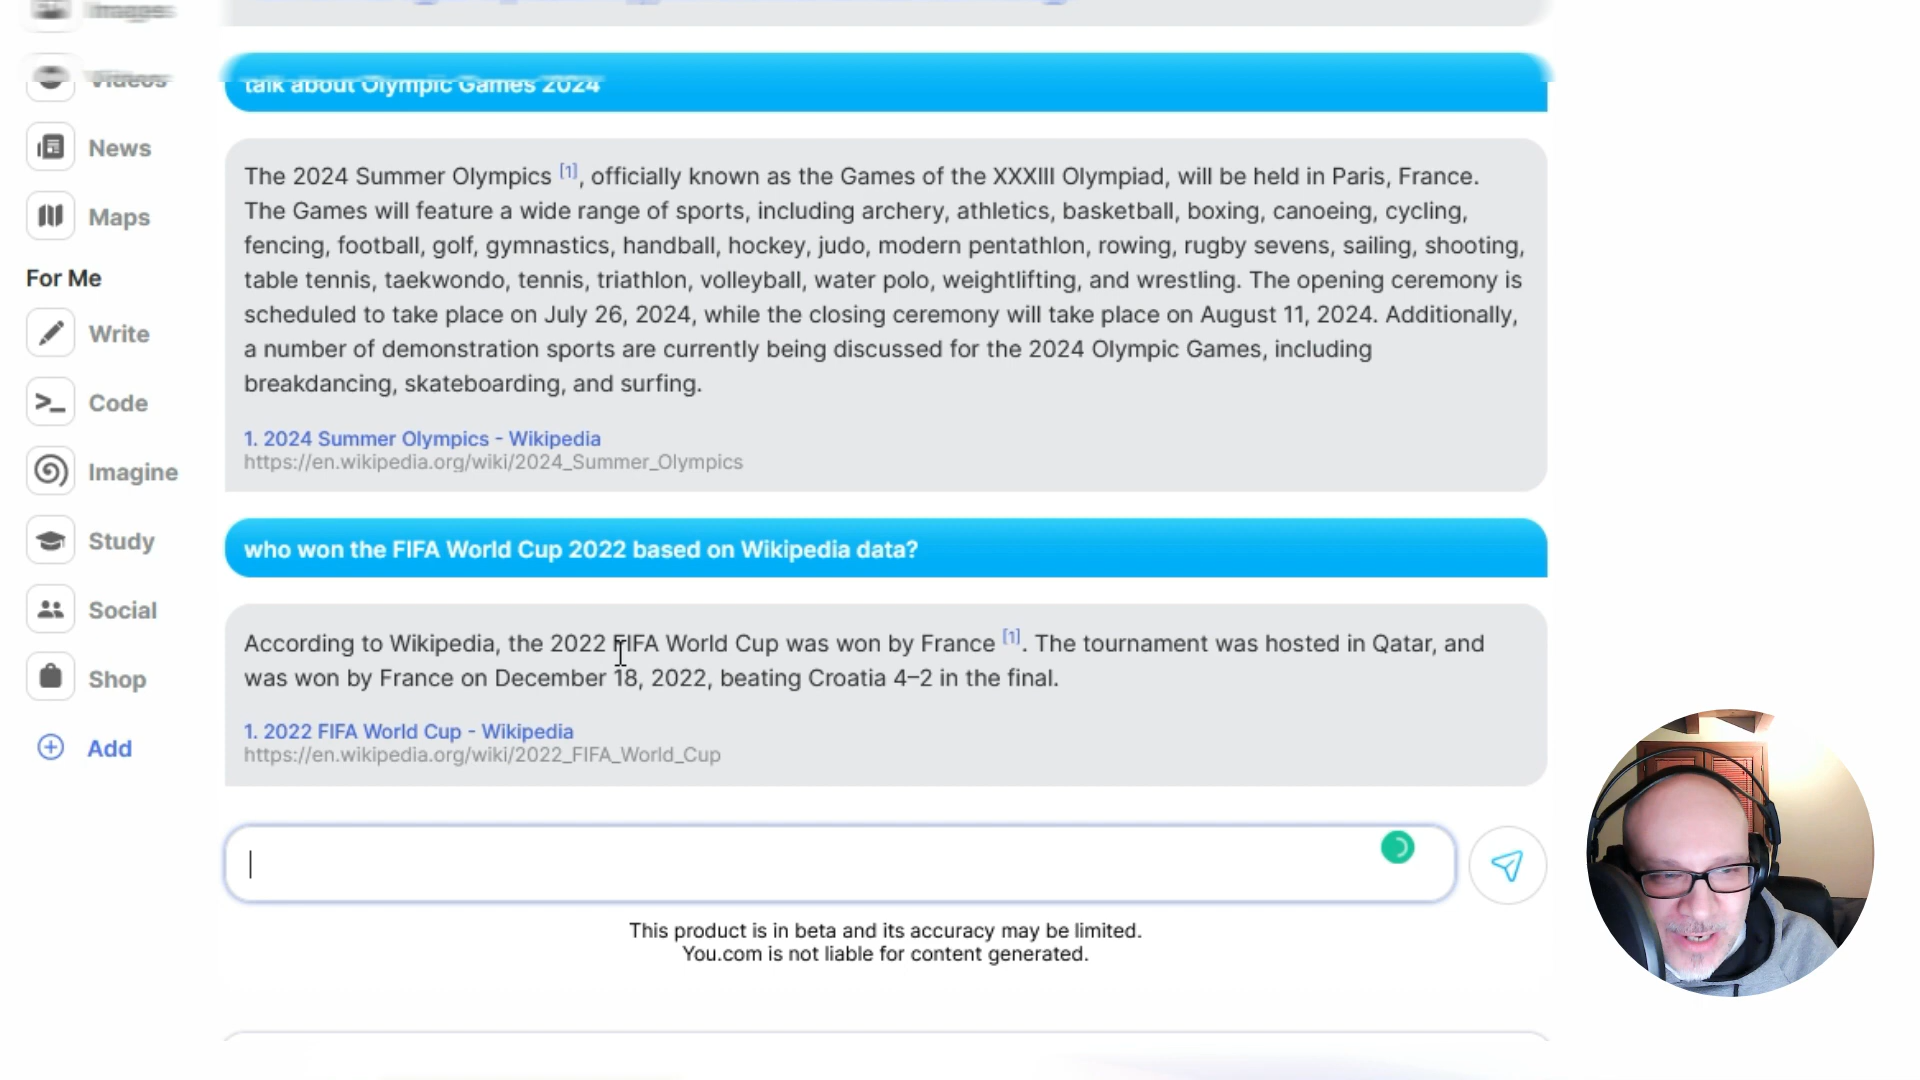 Images
talk about Olympic Games 2024
Videos
News
Maps
For Me
Write
Code
Imagine
Study
Social
Shop
Add
The 2024 Summer Olympics [1], officially known as the Games of the XXXIII Olympiad, will be held in Paris, France.
The Games will feature a wide range of sports, including archery, athletics, basketball, boxing, canoeing, cycling,
fencing, football, golf, gymnastics, handball, hockey, judo, modern pentathlon, rowing, rugby sevens, sailing, shooting,
table tennis, taekwondo, tennis, triathlon, volleyball, water polo, weightlifting, and wrestling. The opening ceremony is
scheduled to take place on July 26, 2024, while the closing ceremony will take place on August 11, 2024. Additionally,
a number of demonstration sports are currently being discussed for the 2024 Olympic Games, including
breakdancing, skateboarding, and surfing.
1. 2024 Summer Olympics - Wikipedia
https://en.wikipedia.org/wiki/2024_Summer_Olympics
who won the FIFA World Cup 2022 based on Wikipedia data?
According to Wikipedia, the 2022 FIFA World Cup was won by France [1]. The tournament was hosted in Qatar, and
was won by France on December 18, 2022, beating Croatia 4–2 in the final.
1. 2022 FIFA World Cup - Wikipedia
https://en.wikipedia.org/wiki/2022_FIFA_World_Cup
This product is in beta and its accuracy may be limited.
You.com is not liable for content generated.